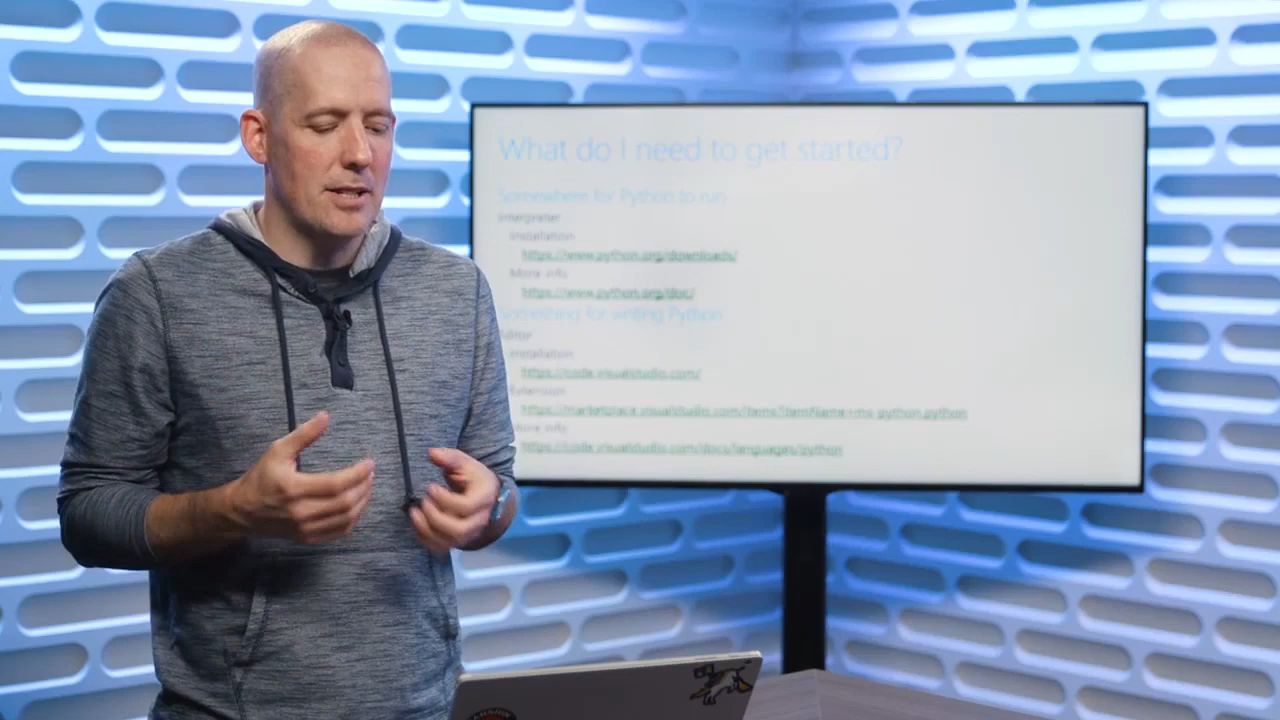 What do I need to get started?
Somewhere for Python to run
Interpreter
Installation
https://www.python.org/downloads/
More info
https://www.python.org/doc/
Something for writing Python
Editor
Installation
https://code.visualstudio.com/
Extension
https://marketplace.visualstudio.com/items?itemName=ms-python.python
More info
https://code.visualstudio.com/docs/languages/python